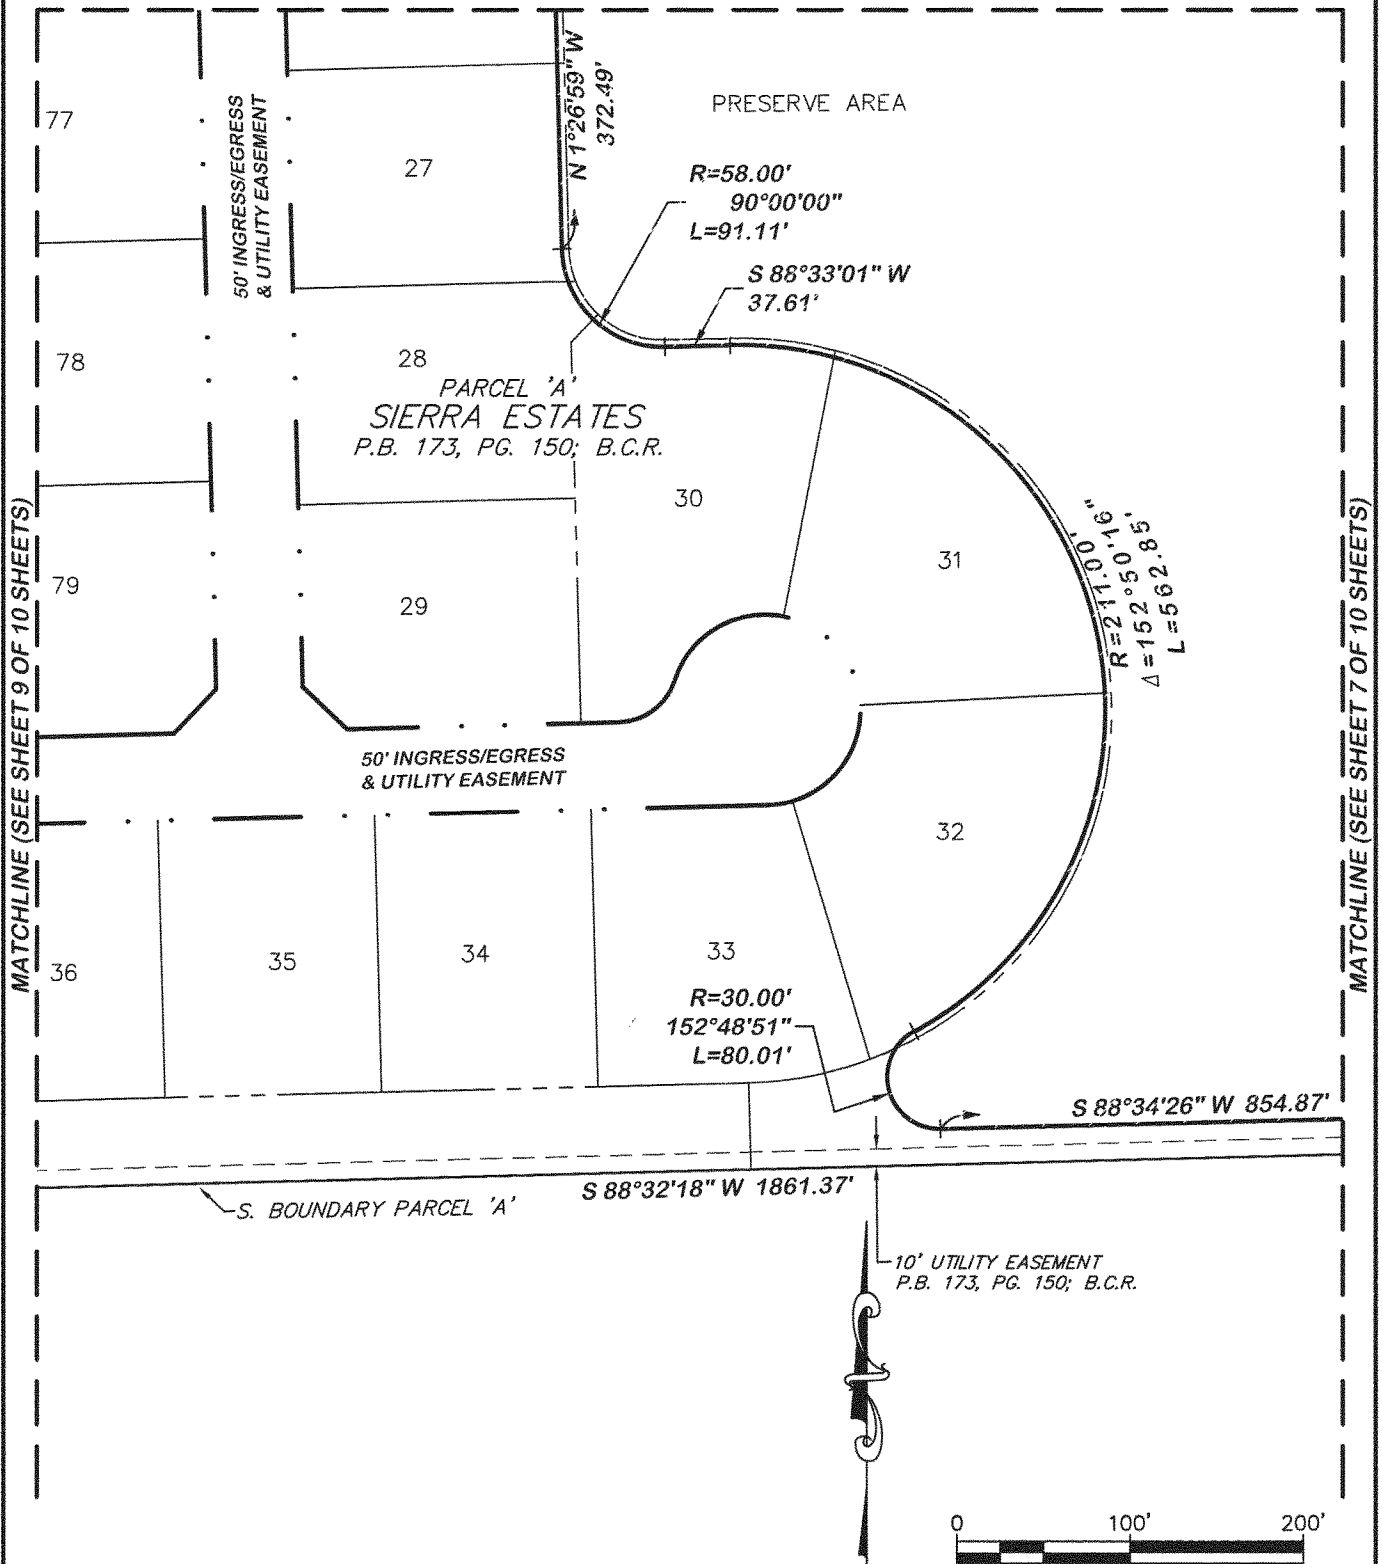 N 1°26'59" W
372.49'
PRESERVE AREA
77
50' INGRESS/EGRESS
& UTILITY EASEMENT
27
R=58.00'
90°00'00"
L=91.11'
S 88°33'01" W
37.61'
78
28
PARCEL 'A'
SIERRA ESTATES
P.B. 173, PG. 150; B.C.R.
30
31
R=211.00'
Δ=152°50'16"
L=562.85'
MATCHLINE (SEE SHEET 9 OF 10 SHEETS)
MATCHLINE (SEE SHEET 7 OF 10 SHEETS)
79
29
50' INGRESS/EGRESS
& UTILITY EASEMENT
32
36
35
34
33
R=30.00'
152°48'51"
L=80.01'
S 88°34'26" W 854.87'
S 88°32'18" W 1861.37'
S. BOUNDARY PARCEL 'A'
10' UTILITY EASEMENT
P.B. 173, PG. 150; B.C.R.
0 100' 200'